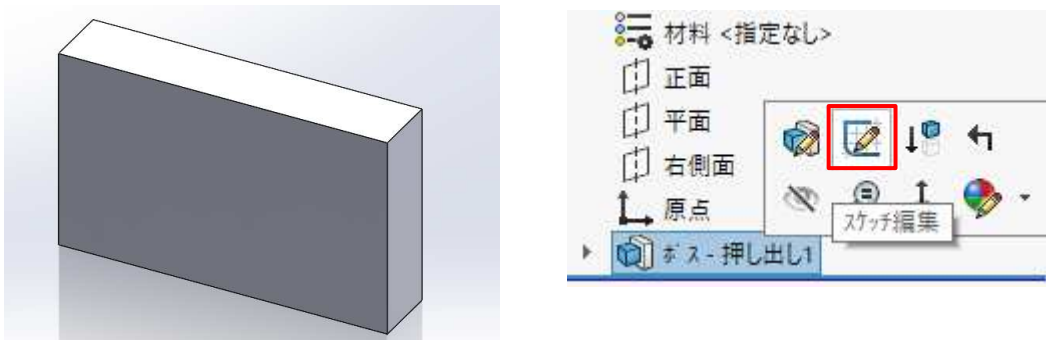 材料 <指定なし>
正面
平面
右側面
原点
スケッチ編集
ボス - 押し出し1